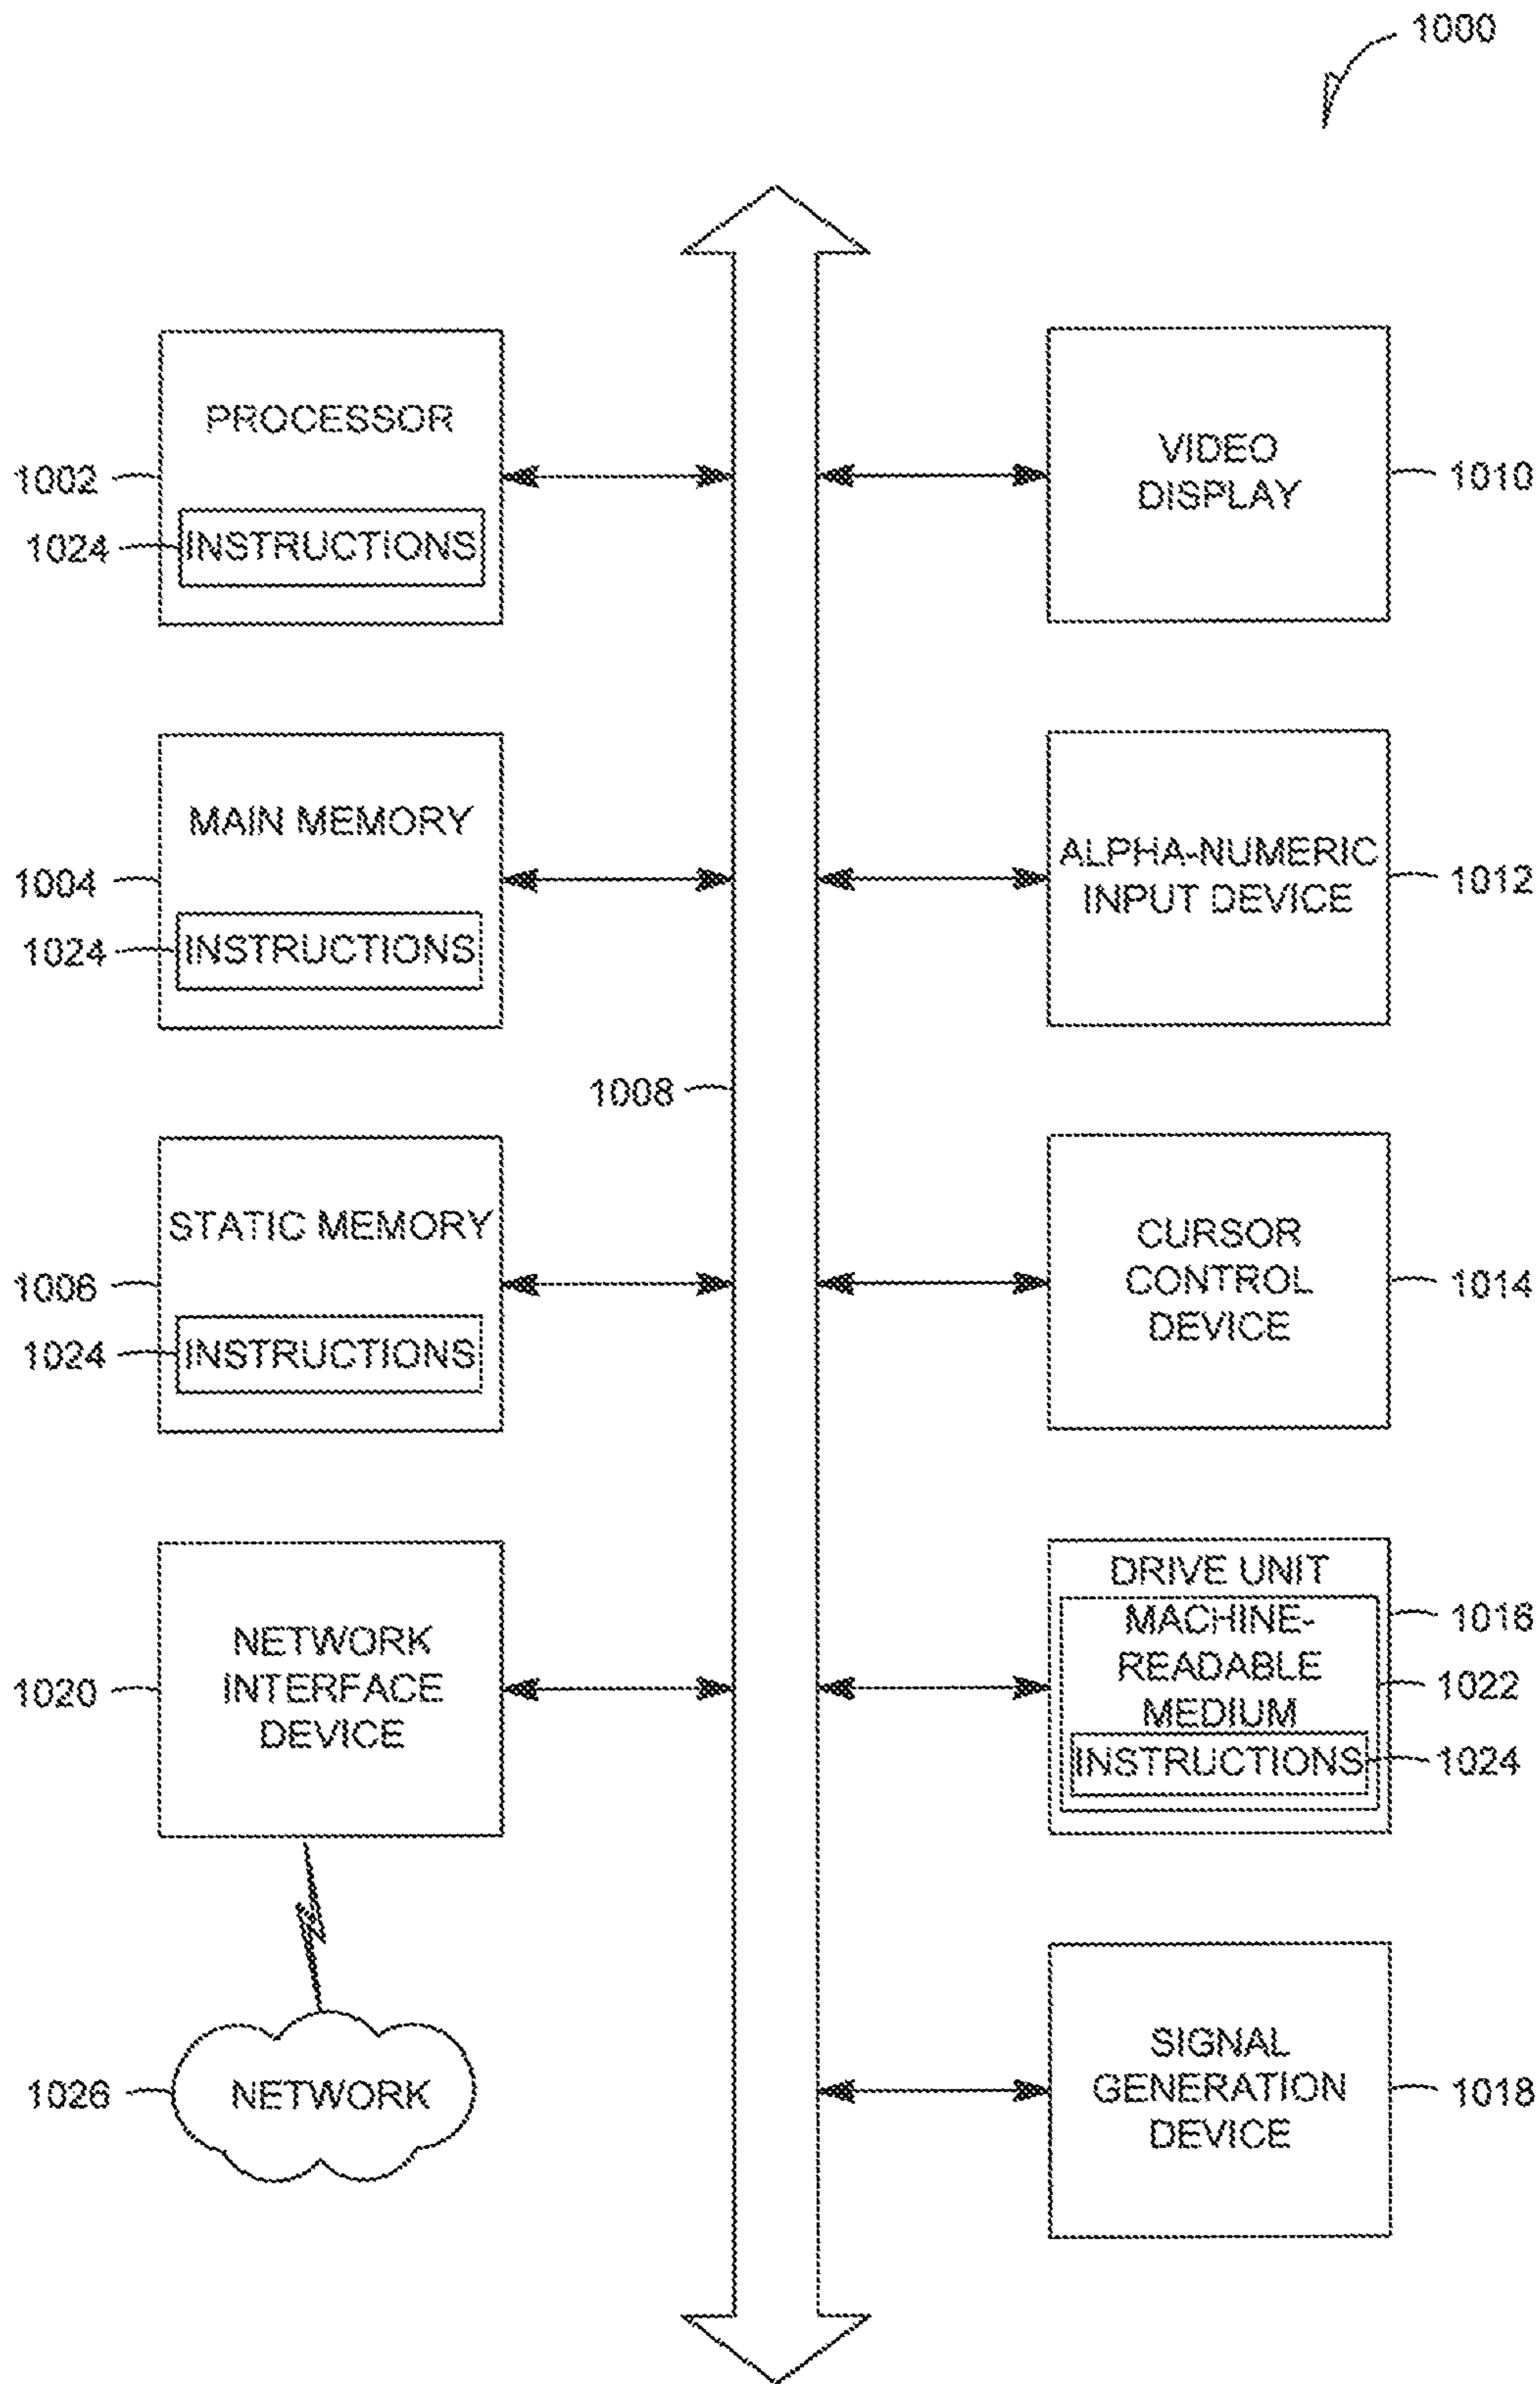 1000
PROCESSOR
1002
1024
INSTRUCTIONS
MAIN MEMORY
1004
1024
INSTRUCTIONS
1008
STATIC MEMORY
1006
1024
INSTRUCTIONS
NETWORK
INTERFACE
DEVICE
1020
NETWORK
1026
VIDEO
DISPLAY
1010
ALPHA-NUMERIC
INPUT DEVICE
1012
CURSOR
CONTROL
DEVICE
1014
DRIVE UNIT
1016
MACHINE-
READABLE
MEDIUM
1022
INSTRUCTIONS
1024
SIGNAL
GENERATION
DEVICE
1018